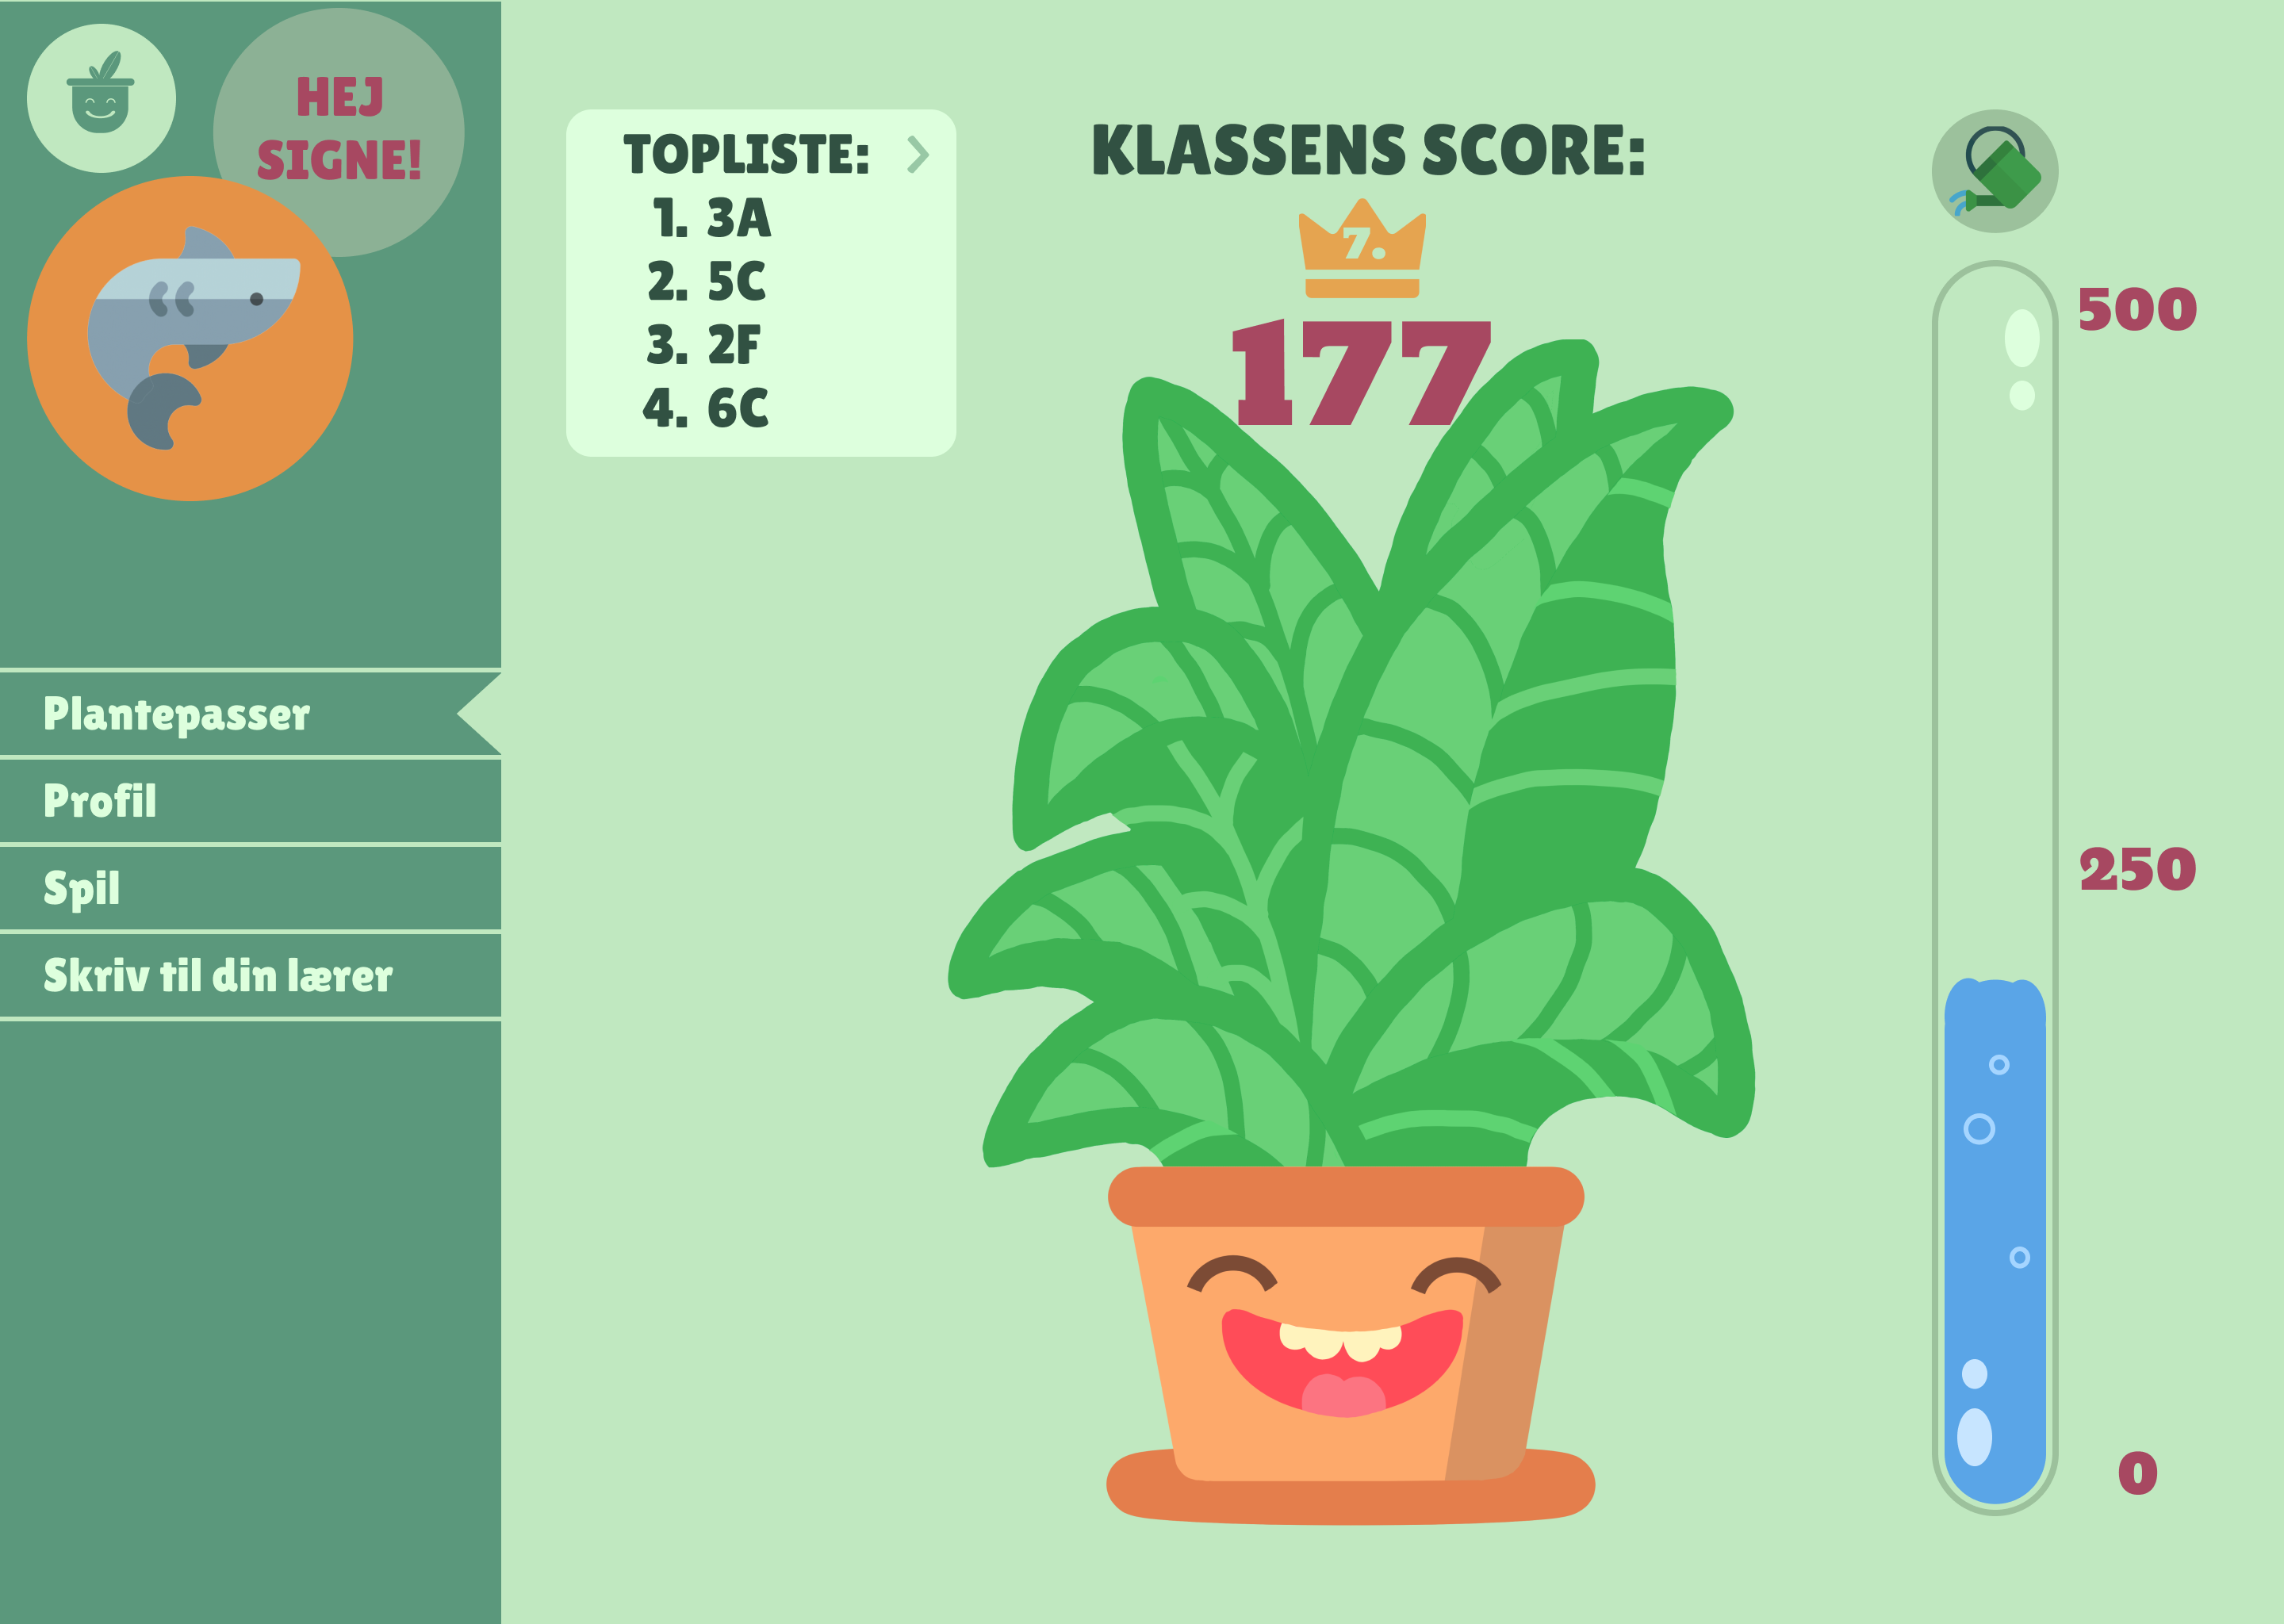 HEJ
SIGNE!
TOPLISTE:
1. 3A
2. 5C
3. 2F
4. 6C
KLASSENS SCORE:
7.
177
500
250
0
Plantepasser
Profil
Spil
Skriv til din lærer